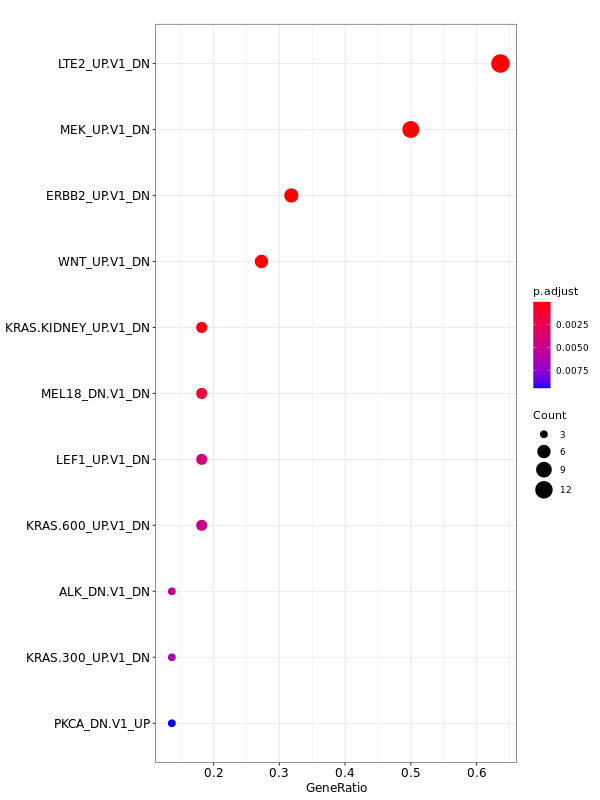 LTE2_UP.V1_DN
MEK_UP.V1_DN
ERBB2_UP.V1_DN
WNT_UP.V1_DN
KRAS.KIDNEY_UP.V1_DN
MEL18_DN.V1_DN
LEF1_UP.V1_DN
KRAS.600_UP.V1_DN
ALK_DN.V1_DN
KRAS.300_UP.V1_DN
PKCA_DN.V1_UP
0.2 0.3 0.4 0.5 0.6
GeneRatio
p.adjust
0.0025
0.0050
0.0075
Count
3
6
9
12